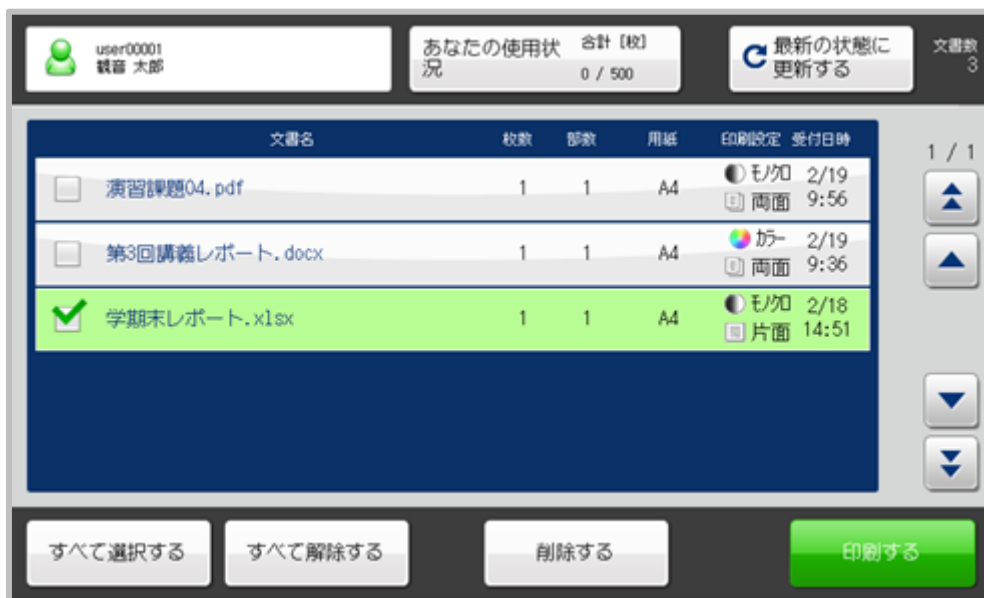 user00001
観音 太郎
あなたの使用状
況
合計 [枚]
0 / 500
最新の状態に
更新する
文書数
3
文書名 枚数 部数 用紙 印刷設定 受付日時
演習課題04.pdf 1 1 A4 モノクロ 2/19
両面 9:56
第3回講義レポート.docx 1 1 A4 カラー 2/19
両面 9:36
学期末レポート.xlsx 1 1 A4 モノクロ 2/18
片面 14:51
1 / 1
すべて選択する すべて解除する 削除する 印刷する